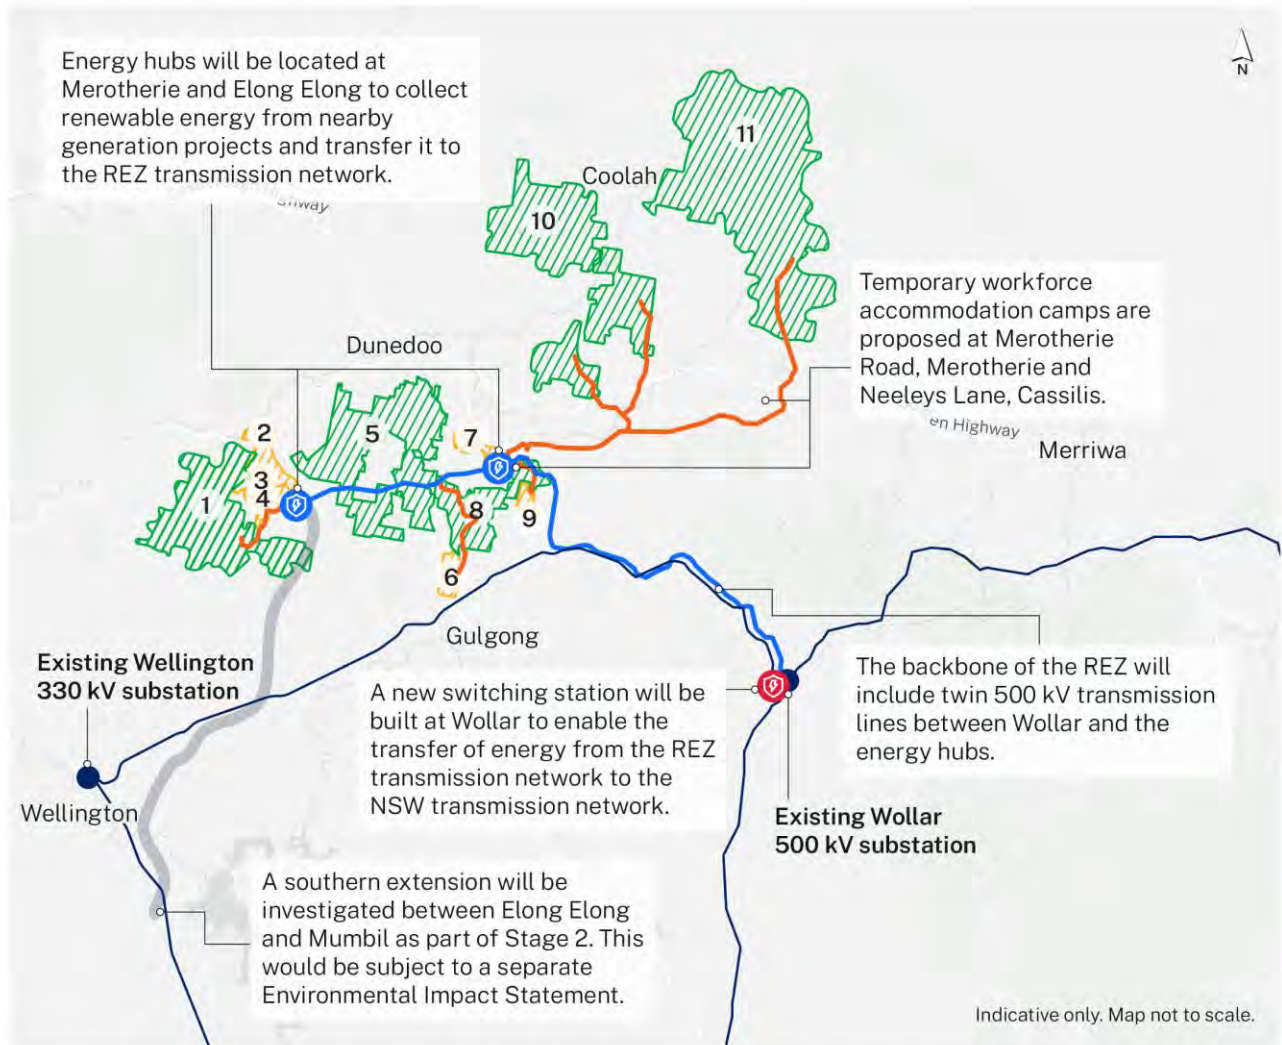 Energy hubs will be located at
Merotherie and Elong Elong to collect
renewable energy from nearby
generation projects and transfer it to
the REZ transmission network.
N
11
Coolah
10
Temporary workforce
accommodation camps are
proposed at Merotherie
Road, Merotherie and
Neeleys Lane, Cassilis.
en Highway
Merriwa
Dunedoo
2
5
7
3
4
1
8
9
6
Gulgong
Existing Wellington
330 kV substation
Wellington
A new switching station will be
built at Wollar to enable the
transfer of energy from the REZ
transmission network to the
NSW transmission network.
The backbone of the REZ will
include twin 500 kV transmission
lines between Wollar and the
energy hubs.
Existing Wollar
500 kV substation
A southern extension will be
investigated between Elong Elong
and Mumbil as part of Stage 2. This
would be subject to a separate
Environmental Impact Statement.
Indicative only. Map not to scale.